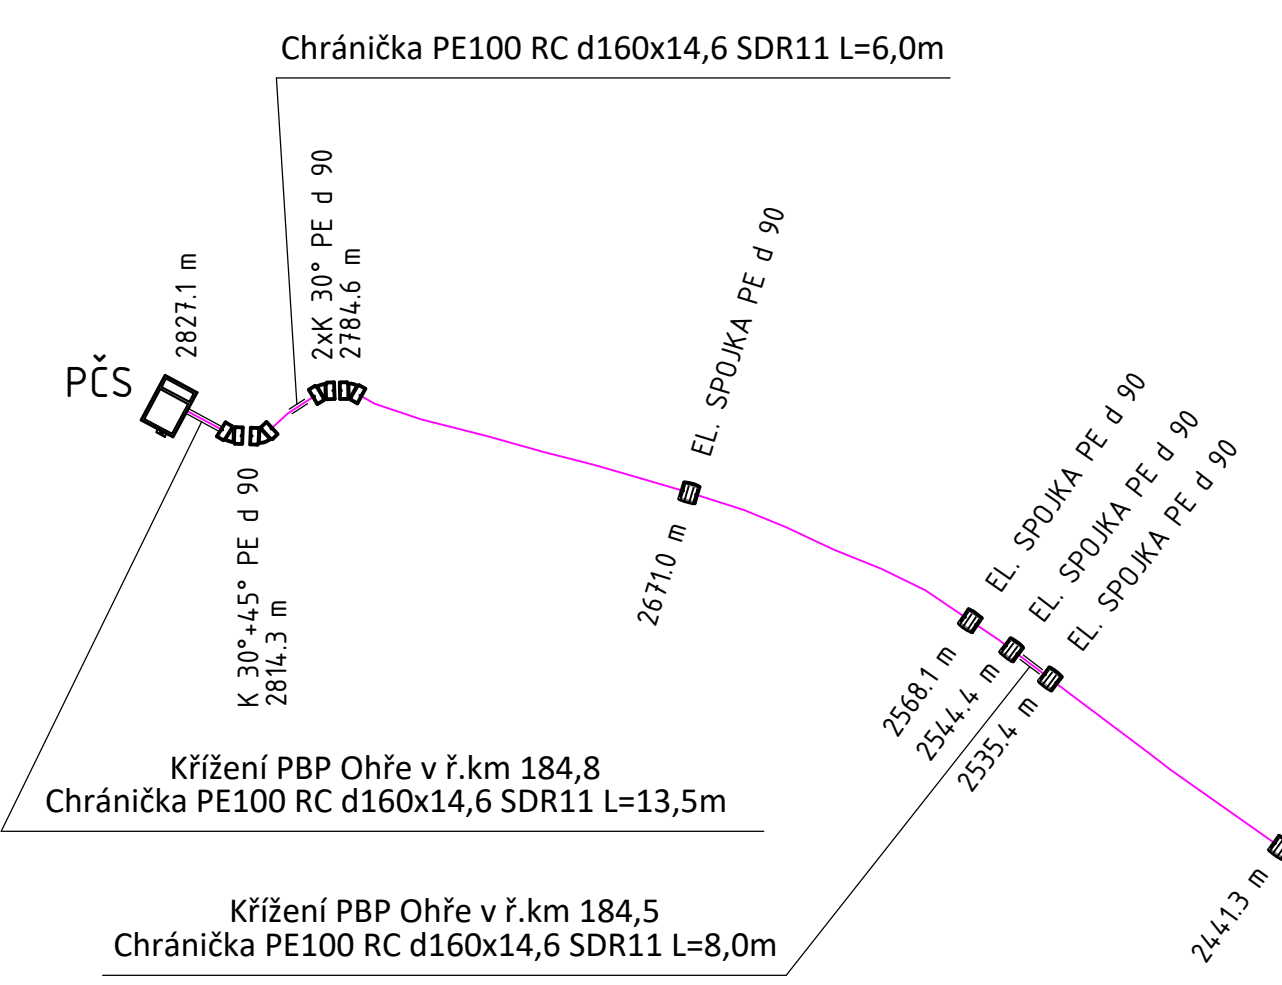 Chránička PE100 RC d160x14,6 SDR11 L=6,0m
2xK 30° PE d 90
2784.6 m
2827.1 m
PČS
EL. SPOJKA PE d 90
2671.0 m
K 30°+45° PE d 90
2814.3 m
EL. SPOJKA PE d 90
EL. SPOJKA PE d 90
EL. SPOJKA PE d 90
2568.1 m
2544.4 m
2535.4 m
Křížení PBP Ohře v ř.km 184,8
Chránička PE100 RC d160x14,6 SDR11 L=13,5m
Křížení PBP Ohře v ř.km 184,5
Chránička PE100 RC d160x14,6 SDR11 L=8,0m
2441.3 m